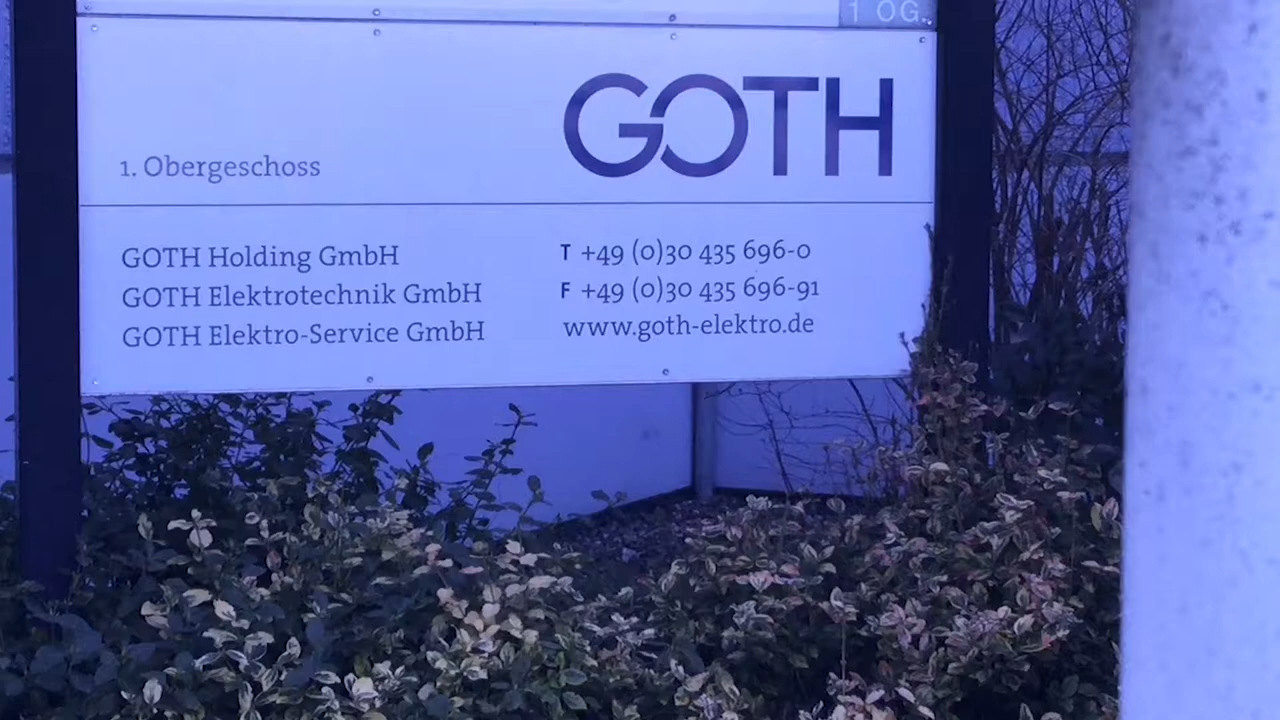 1 OG.
GOTH
1. Obergeschoss
GOTH Holding GmbH
GOTH Elektrotechnik GmbH
GOTH Elektro-Service GmbH
T +49 (0)30 435 696-0
F +49 (0)30 435 696-91
www.goth-elektro.de